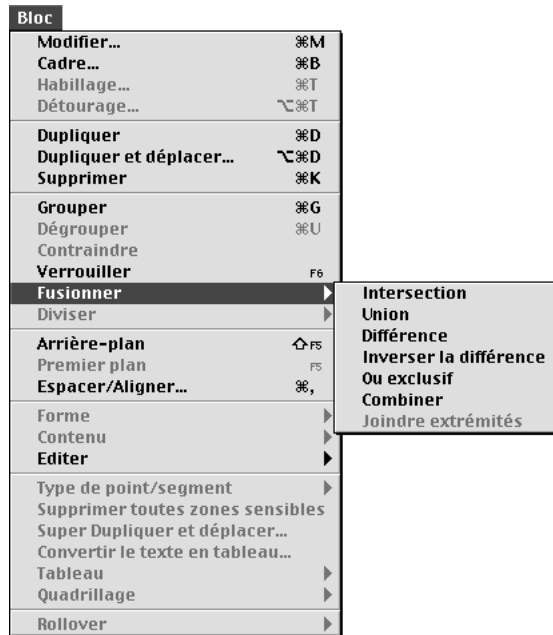 Bloc
Modifier... ⌘M
Cadre... ⌘B
Habillage... ⌘T
Détourage... ⌥⌘T
Dupliquer ⌘D
Dupliquer et déplacer... ⌥⌘D
Supprimer ⌘K
Grouper ⌘G
Dégrouper ⌘U
Contraindre
Verrouiller F6
Fusionner
Intersection
Union
Différence
Inverser la différence
Ou exclusif
Combiner
Joindre extrémités
Diviser
Arrière-plan ⇧F5
Premier plan F5
Espacer/Aligner... ⌘,
Forme
Contenu
Editer
Type de point/segment
Supprimer toutes zones sensibles
Super Dupliquer et déplacer...
Convertir le texte en tableau...
Tableau
Quadrillage
Rollover